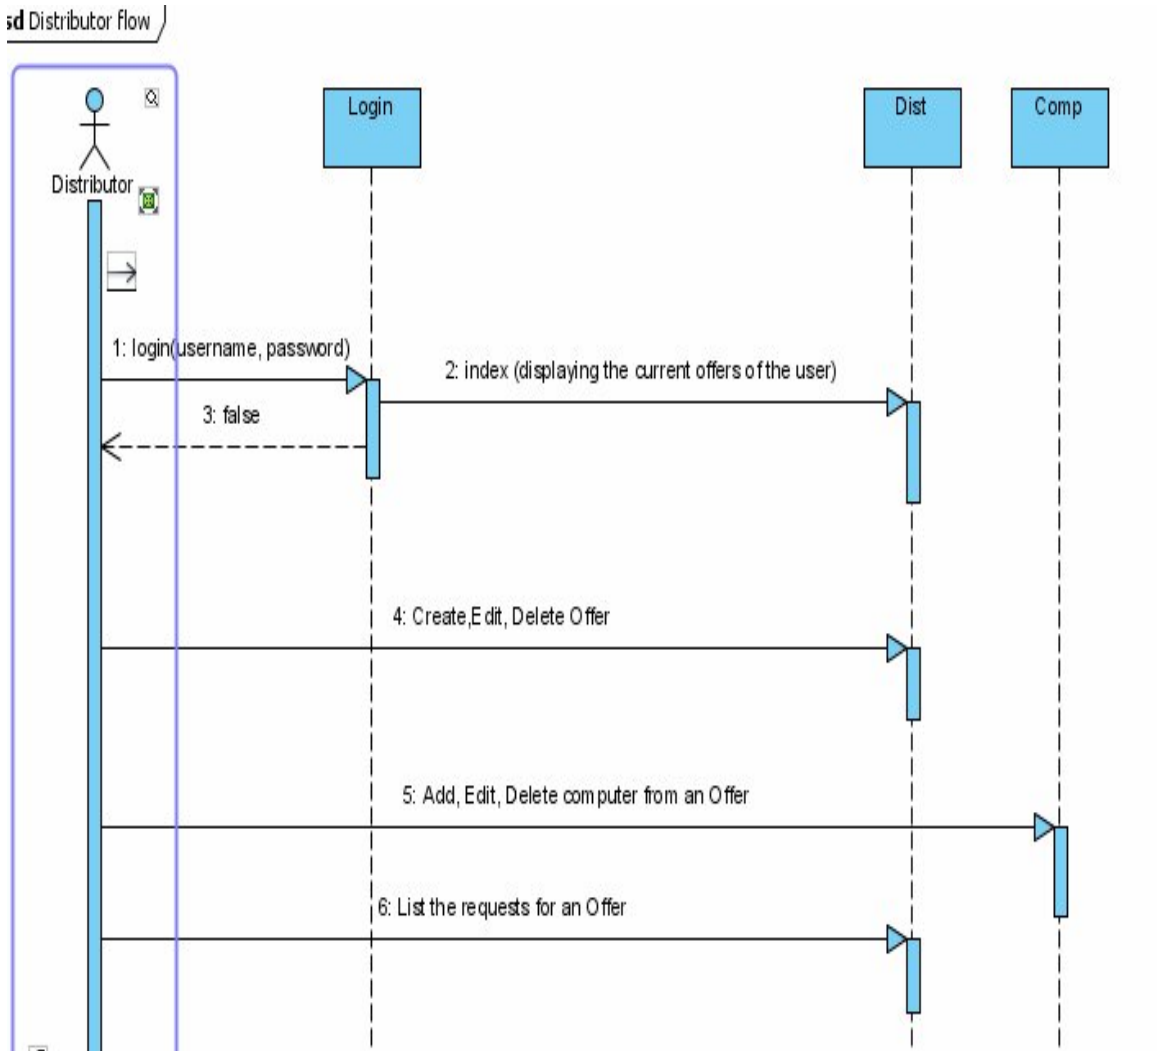 sd Distributor flow
Login
Dist
Comp
Distributor
1: login(username, password)
2: index (displaying the current offers of the user)
3: false
4: Create,Edit, Delete Offer
5: Add, Edit, Delete computer from an Offer
6: List the requests for an Offer